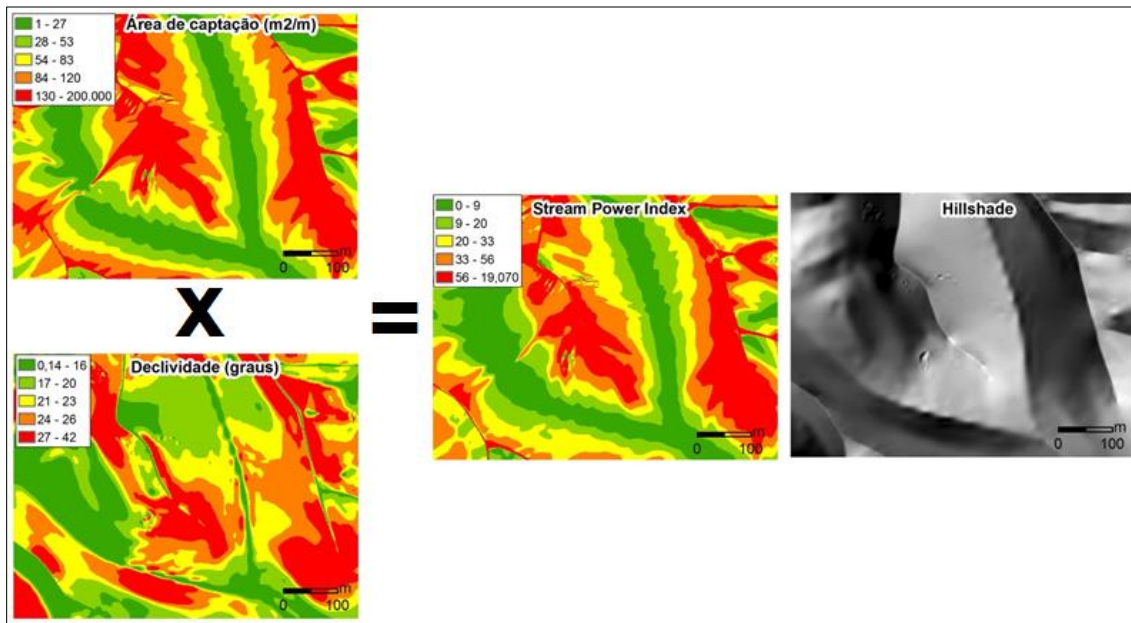 Área de captação (m2/m)
1 - 27
28 - 53
54 - 83
84 - 120
130 - 200.000
m
0 100
X
Declividade (graus)
0,14 - 16
17 - 20
21 - 23
24 - 26
27 - 42
m
0 100
=
Stream Power Index
0 - 9
9 - 20
20 - 33
33 - 56
56 - 19,070
m
0 100
Hillshade
m
0 100